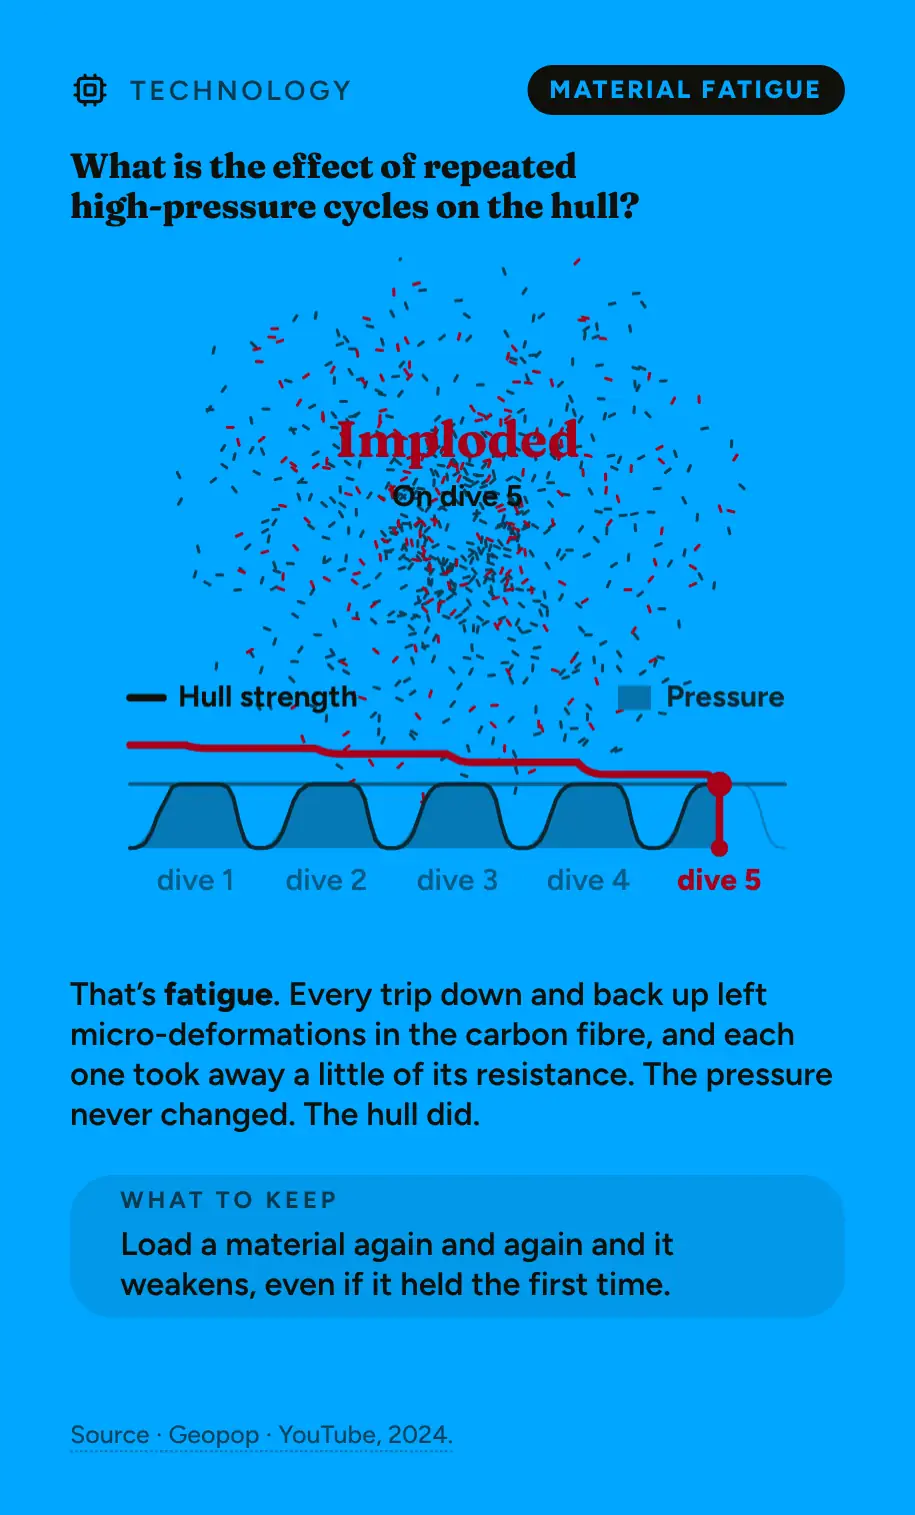 TECHNOLOGY
MATERIAL FATIGUE
What is the effect of repeated
high-pressure cycles on the hull?
Imploded
On dive 5
Hull strength
Pressure
dive 1
dive 2
dive 3
dive 4
dive 5
That’s fatigue. Every trip down and back up left
micro-deformations in the carbon fibre, and each
one took away a little of its resistance. The pressure
never changed. The hull did.
WHAT TO KEEP
Load a material again and again and it
weakens, even if it held the first time.
Source · Geopop · YouTube, 2024.